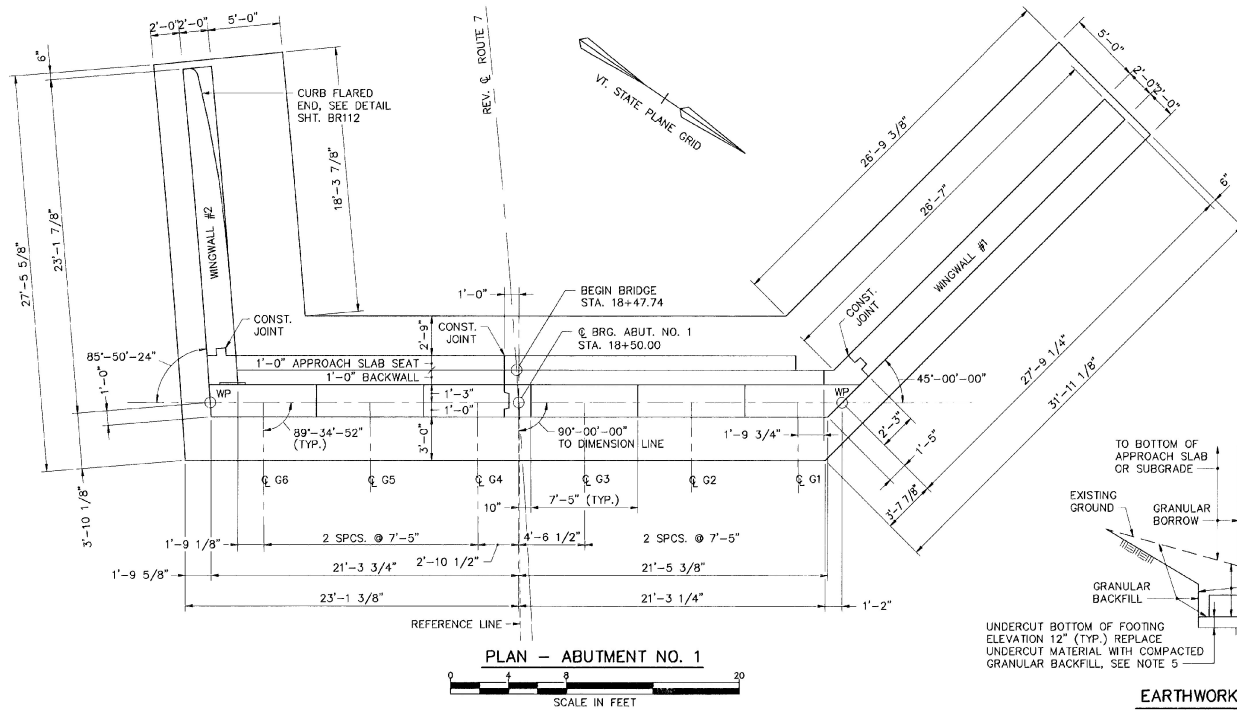 2'-0"
2'-0"
5'-0"
6"
CURB FLARED
END, SEE DETAIL
SHT. BR112
REV. ℄ ROUTE 7
VT. STATE PLANE GRID
5'-0"
2'-0"
2'-0"
26'-9 3/8"
26'-7"
6"
18'-3 7/8"
WINGWALL #2
23'-1 7/8"
27'-5 5/8"
WINGWALL #1
CONST.
JOINT
1'-0"
BEGIN BRIDGE
STA. 18+47.74
CONST.
JOINT
2'-9"
CONST.
JOINT
℄ BRG. ABUT. NO. 1
STA. 18+50.00
85°-50'-24"
1'-0" APPROACH SLAB SEAT
1'-0" BACKWALL
45°-00'-00"
27'-9 1/4"
31'-11 1/8"
1'-0"
WP
1'-3"
1'-0"
WP
89°-34'-52"
(TYP.)
3'-0"
90°-00'-00"
TO DIMENSION LINE
1'-9 3/4"
2'-3"
1'-5"
3'-7 7/8"
3'-10 1/8"
℄ G6
℄ G5
℄ G4
℄ G3
℄ G2
℄ G1
10"
7'-5" (TYP.)
1'-9 1/8"
2 SPCS. @ 7'-5"
2'-10 1/2"
4'-6 1/2"
2 SPCS. @ 7'-5"
1'-9 5/8"
21'-3 3/4"
21'-5 3/8"
23'-1 3/8"
21'-3 1/4"
1'-2"
REFERENCE LINE
PLAN - ABUTMENT NO. 1
0 4 8 20
SCALE IN FEET
TO BOTTOM OF
APPROACH SLAB
OR SUBGRADE
EXISTING
GROUND
GRANULAR
BORROW
GRANULAR
BACKFILL
UNDERCUT BOTTOM OF FOOTING
ELEVATION 12" (TYP.) REPLACE
UNDERCUT MATERIAL WITH COMPACTED
GRANULAR BACKFILL, SEE NOTE 5
EARTHWORK